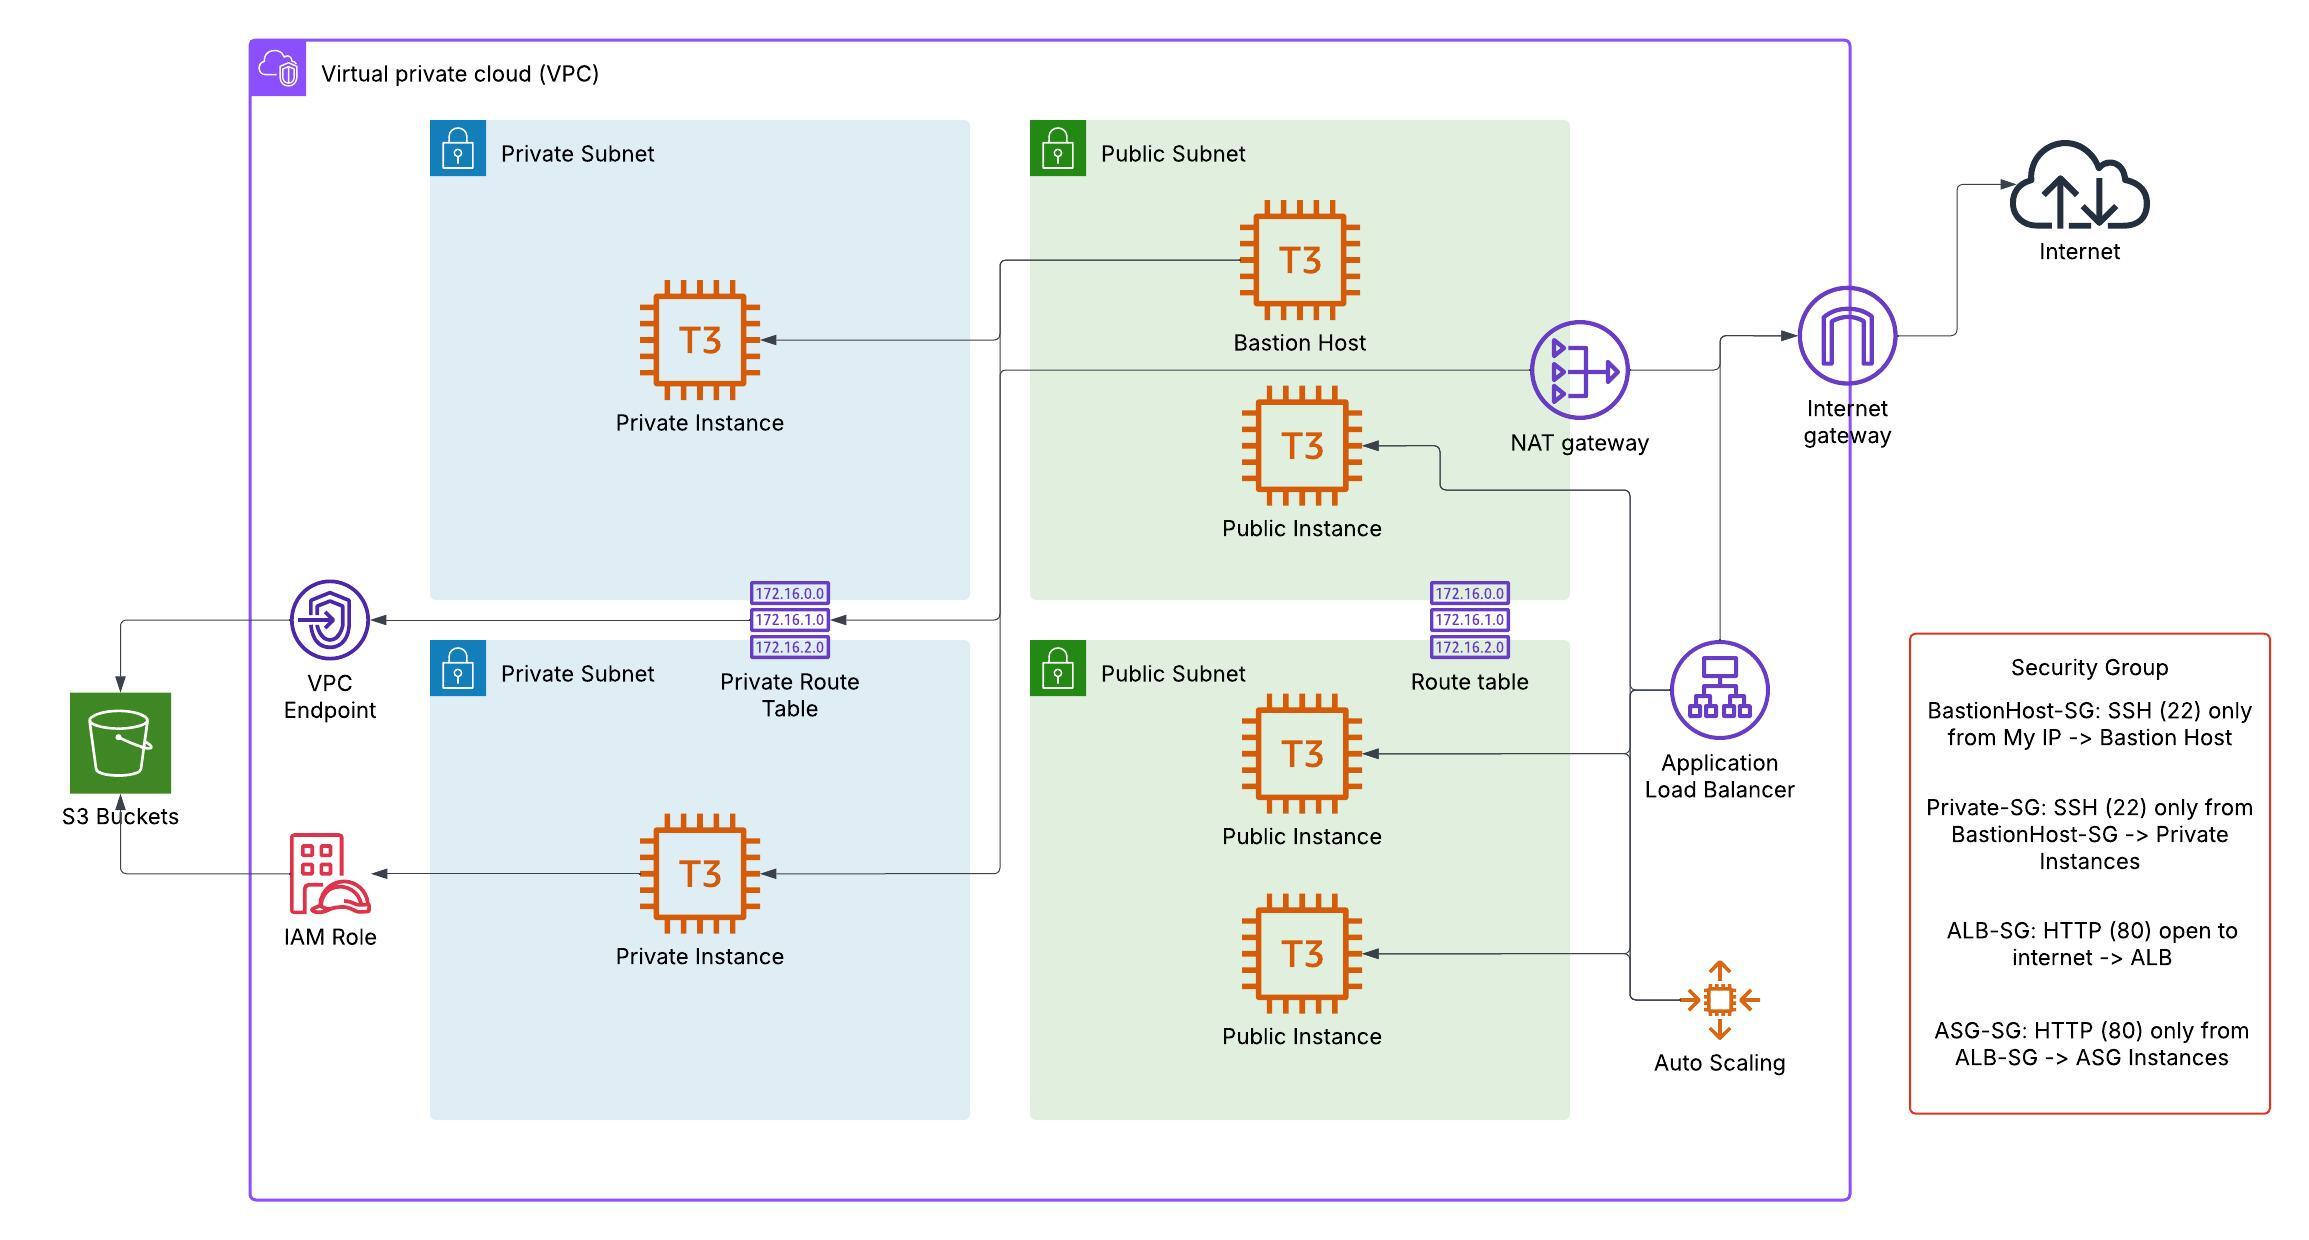 Virtual private cloud (VPC)
Private Subnet
Public Subnet
T3
Bastion Host
Internet
T3
Private Instance
T3
Public Instance
NAT gateway
Internet
gateway
172.16.0.0
172.16.1.0
172.16.2.0
Private Route
Table
172.16.0.0
172.16.1.0
172.16.2.0
Route table
VPC
Endpoint
S3 Buckets
IAM Role
Private Subnet
T3
Private Instance
Public Subnet
T3
Public Instance
T3
Public Instance
Application
Load Balancer
Auto Scaling
Security Group
BastionHost-SG: SSH (22) only
from My IP -> Bastion Host
Private-SG: SSH (22) only from
BastionHost-SG -> Private
Instances
ALB-SG: HTTP (80) open to
internet -> ALB
ASG-SG: HTTP (80) only from
ALB-SG -> ASG Instances